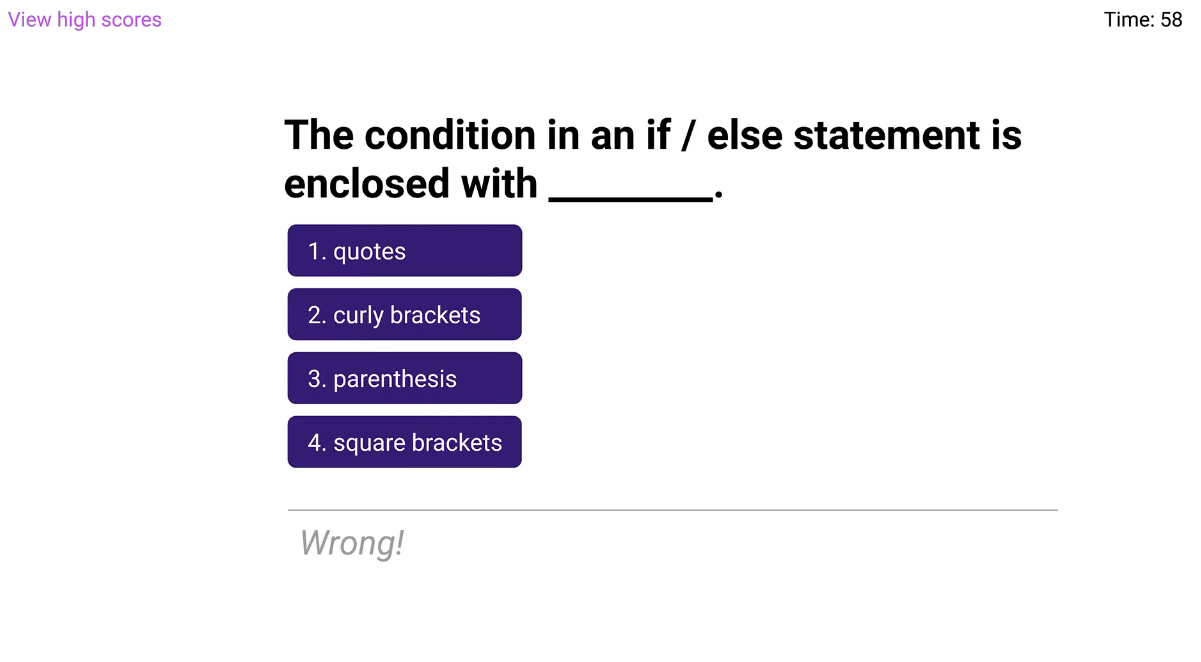 View high scores
Time: 58
The condition in an if / else statement is
enclosed with ________.
1. quotes
2. curly brackets
3. parenthesis
4. square brackets
Wrong!